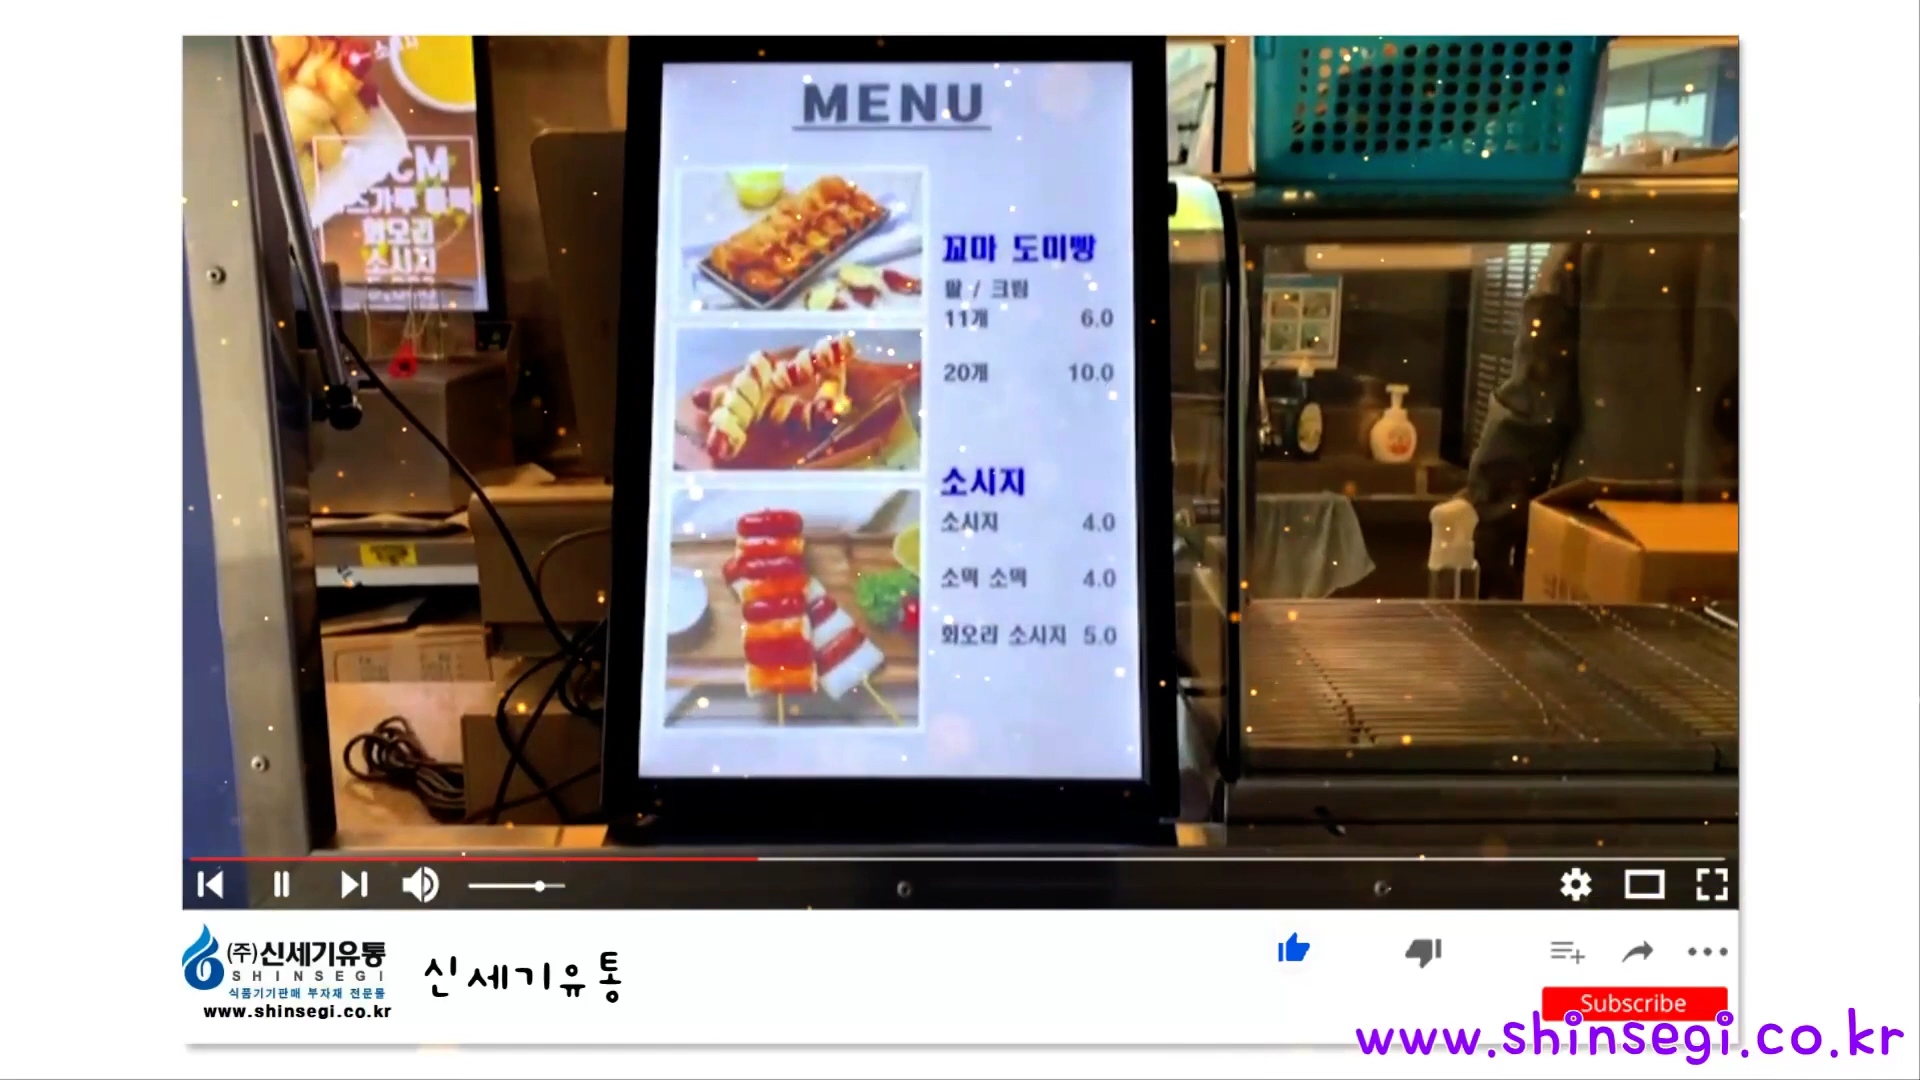 CM
회오리
소시지
MENU
꼬마 도미빵
팥 / 크림
11개 6.0
20개 10.0
소시지
소시지 4.0
소떡 소떡 4.0
회오리 소시지 5.0
(주)신세기유통
SHINSEGI
식품기기판매 부자재 전문몰
www.shinsegi.co.kr
신세기유통
Subscribe
www.shinsegi.co.kr